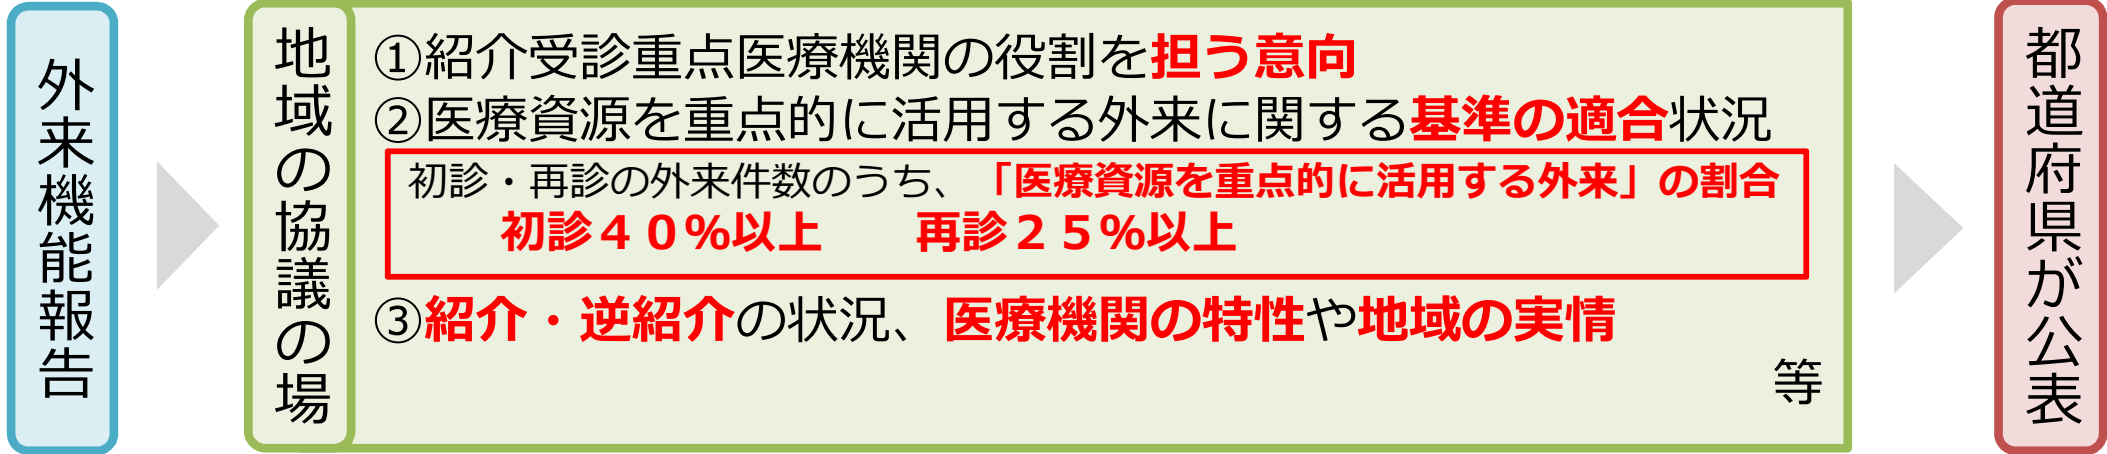 外来機能報告
地域の協議の場
①紹介受診重点医療機関の役割を担う意向
②医療資源を重点的に活用する外来に関する基準の適合状況
初診・再診の外来件数のうち、「医療資源を重点的に活用する外来」の割合
初診４０％以上　　再診２５％以上
③紹介・逆紹介の状況、医療機関の特性や地域の実情
等
都道府県が公表